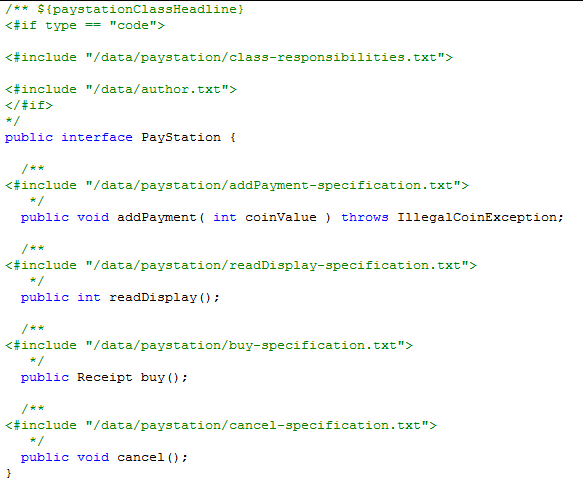 /** ${paystationClassHeadline}
<#if type == "code">
<#include "/data/paystation/class-responsibilities.txt">
<#include "/data/author.txt">
</#if>
*/
public interface PayStation {
/**
<#include "/data/paystation/addPayment-specification.txt">
*/
public void addPayment( int coinValue ) throws IllegalCoinException;
/**
<#include "/data/paystation/readDisplay-specification.txt">
*/
public int readDisplay();
/**
<#include "/data/paystation/buy-specification.txt">
*/
public Receipt buy();
/**
<#include "/data/paystation/cancel-specification.txt">
*/
public void cancel();
}